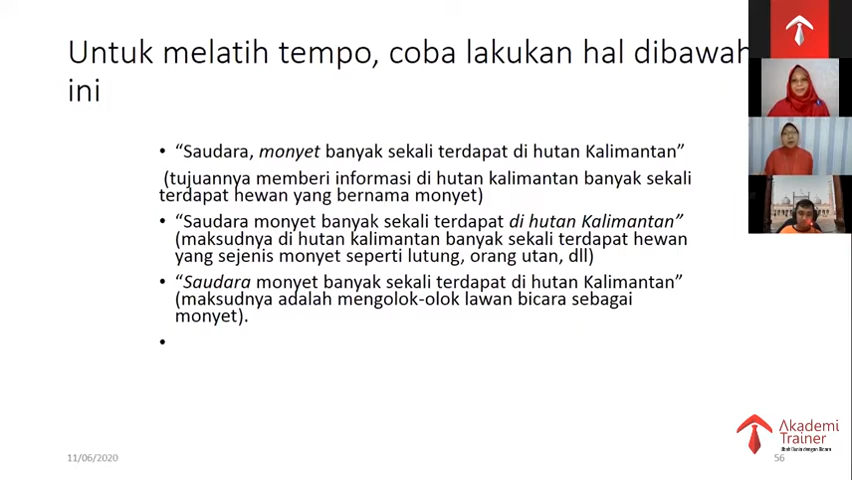 Untuk melatih tempo, coba lakukan hal dibawah
ini
• “Saudara, monyet banyak sekali terdapat di hutan Kalimantan”
(tujuannya memberi informasi di hutan kalimantan banyak sekali
terdapat hewan yang bernama monyet)
• “Saudara monyet banyak sekali terdapat di hutan Kalimantan”
(maksudnya di hutan kalimantan banyak sekali terdapat hewan
yang sejenis monyet seperti lutung, orang utan, dll)
• “Saudara monyet banyak sekali terdapat di hutan Kalimantan”
(maksudnya adalah mengolok-olok lawan bicara sebagai
monyet).
•
Akademi
Trainer
11/06/2020
56